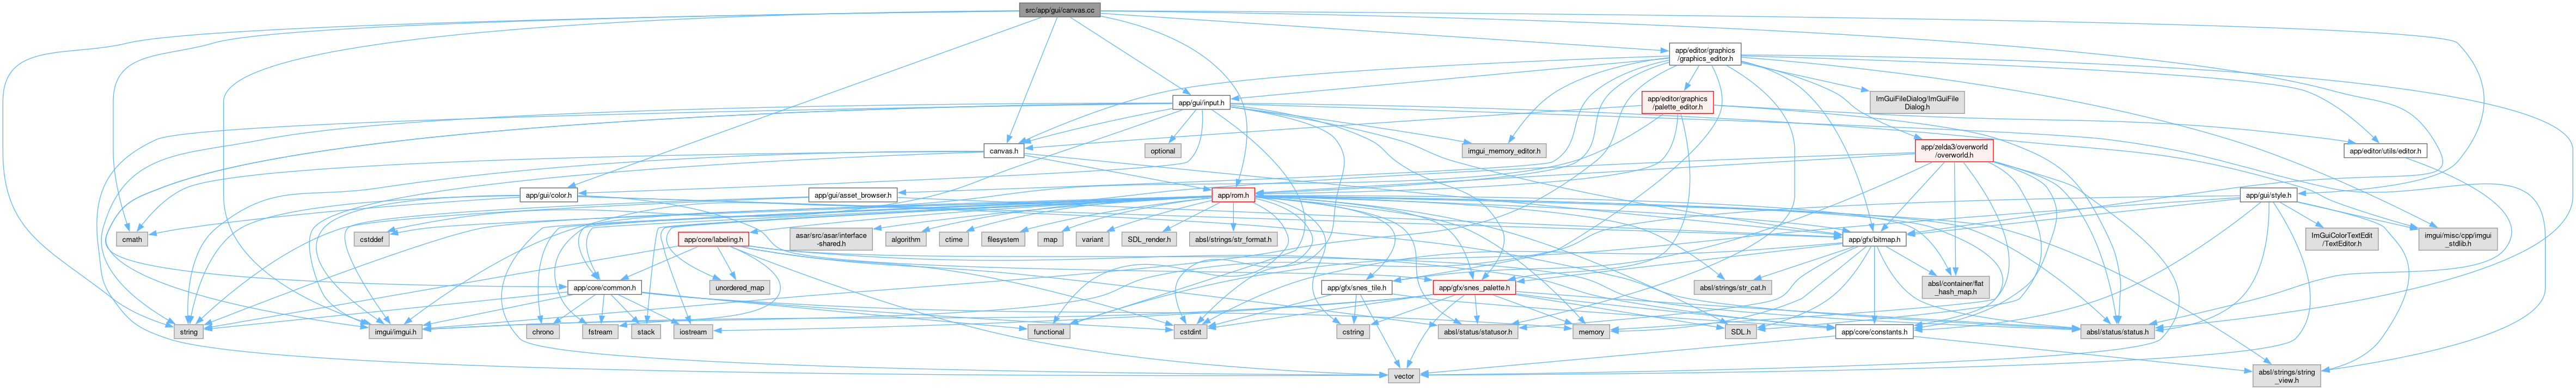 src/app/gui/canvas.cc
app/editor/graphics
/graphics_editor.h
app/gui/input.h
app/editor/graphics
/palette_editor.h
ImGuiFileDialog/ImGuiFile
Dialog.h
canvas.h
optional
imgui_memory_editor.h
app/zelda3/overworld
/overworld.h
app/editor/utils/editor.h
app/gui/color.h
app/gui/asset_browser.h
app/rom.h
app/gui/style.h
cmath
cstddef
app/core/labeling.h
asar/src/asar/interface
-shared.h
algorithm
ctime
filesystem
map
variant
SDL_render.h
absl/strings/str_format.h
app/gfx/bitmap.h
ImGuiColorTextEdit
/TextEditor.h
imgui/misc/cpp/imgui
_stdlib.h
app/core/common.h
unordered_map
app/gfx/snes_tile.h
app/gfx/snes_palette.h
absl/strings/str_cat.h
absl/container/flat
_hash_map.h
string
imgui/imgui.h
chrono
fstream
stack
iostream
functional
cstdint
cstring
absl/status/statusor.h
memory
SDL.h
app/core/constants.h
absl/status/status.h
vector
absl/strings/string
_view.h